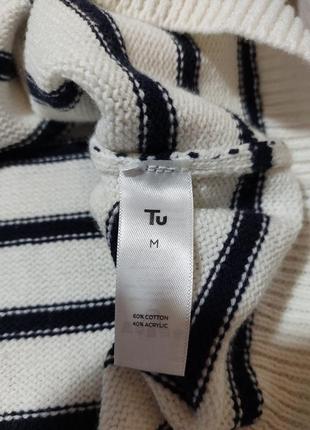 Tu
M
60% COTTON
40% ACRYLIC